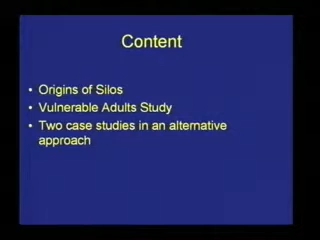 Content
• Origins of Silos
• Vulnerable Adults Study
• Two case studies in an alternative
approach